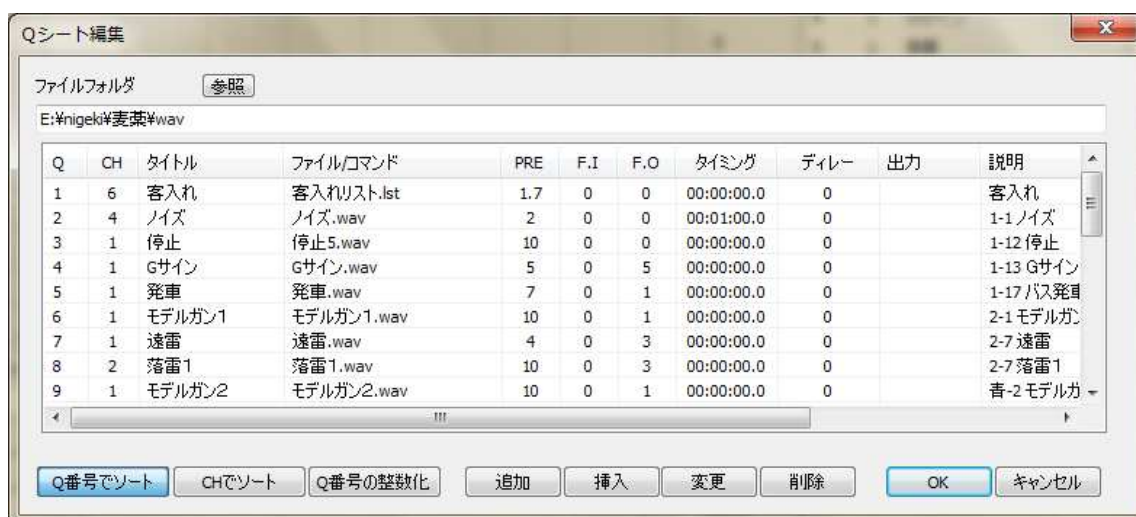 Qシート編集
ファイルフォルダ 参照
E:¥nigeki¥麦藁¥wav
Q CH タイトル ファイル/コマンド PRE F.I F.O タイミング ディレー 出力 説明
1 6 客入れ 客入れリスト.lst 1.7 0 0 00:00:00.0 0 客入れ
2 4 ノイズ ノイズ.wav 2 0 0 00:01:00.0 0 1-1 ノイズ
3 1 停止 停止5.wav 10 0 0 00:00:00.0 0 1-12 停止
4 1 Gサイン Gサイン.wav 5 0 5 00:00:00.0 0 1-13 Gサイン
5 1 発車 発車.wav 7 0 1 00:00:00.0 0 1-17 バス発車
6 1 モデルガン1 モデルガン1.wav 10 0 1 00:00:00.0 0 2-1 モデルガン
7 1 遠雷 遠雷.wav 4 0 3 00:00:00.0 0 2-7 遠雷
8 2 落雷1 落雷1.wav 10 0 3 00:00:00.0 0 2-7 落雷1
9 1 モデルガン2 モデルガン2.wav 10 0 1 00:00:00.0 0 青-2 モデルガ
Q番号でソート CHでソート Q番号の整数化 追加 挿入 変更 削除 OK キャンセル